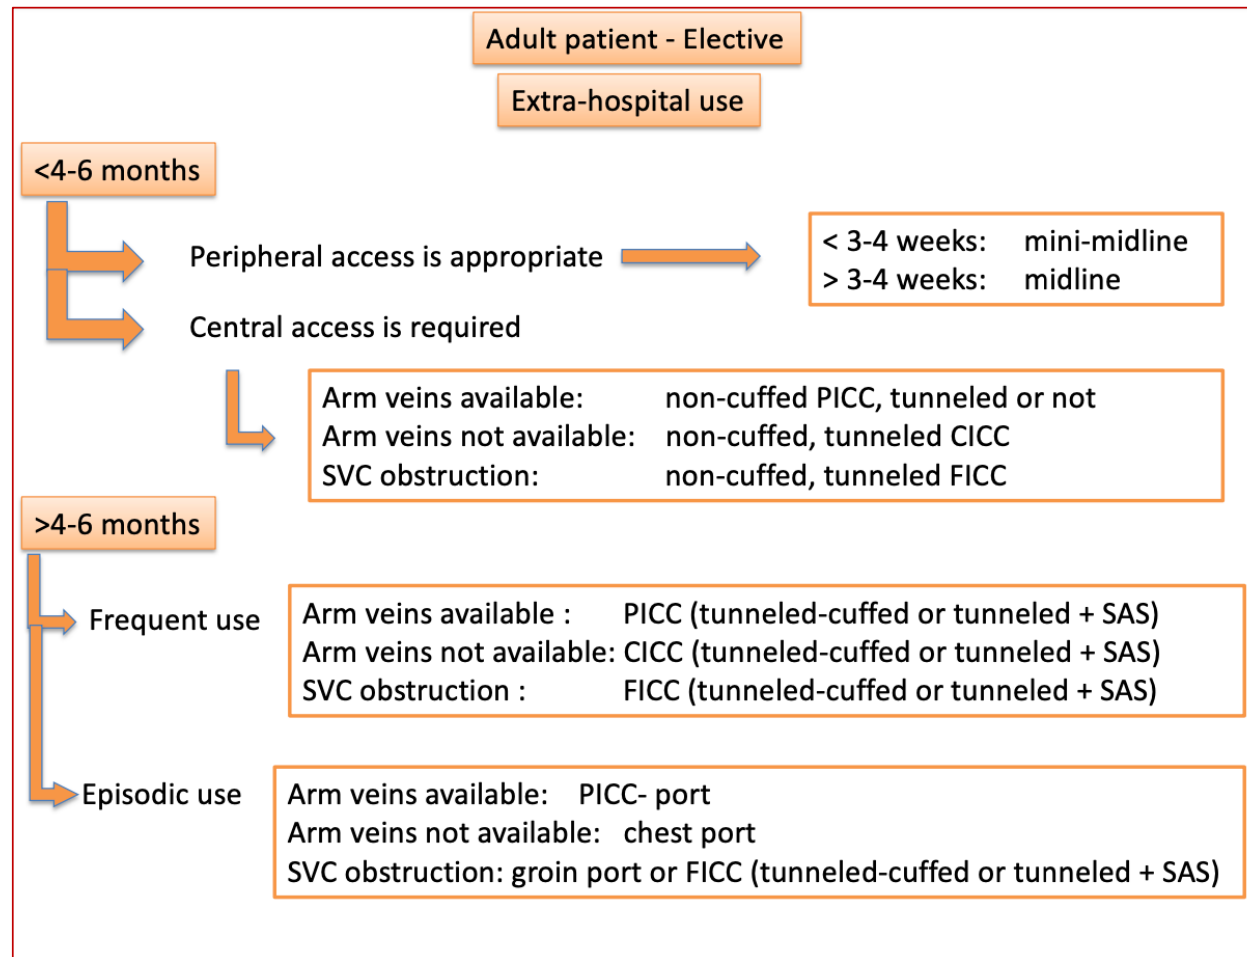 Adult patient - Elective
Extra-hospital use
<4-6 months
Peripheral access is appropriate
< 3-4 weeks: mini-midline
> 3-4 weeks: midline
Central access is required
Arm veins available: non-cuffed PICC, tunneled or not
Arm veins not available: non-cuffed, tunneled CICC
SVC obstruction: non-cuffed, tunneled FICC
>4-6 months
Frequent use
Arm veins available : PICC (tunneled-cuffed or tunneled + SAS)
Arm veins not available: CICC (tunneled-cuffed or tunneled + SAS)
SVC obstruction : FICC (tunneled-cuffed or tunneled + SAS)
Episodic use
Arm veins available: PICC- port
Arm veins not available: chest port
SVC obstruction: groin port or FICC (tunneled-cuffed or tunneled + SAS)